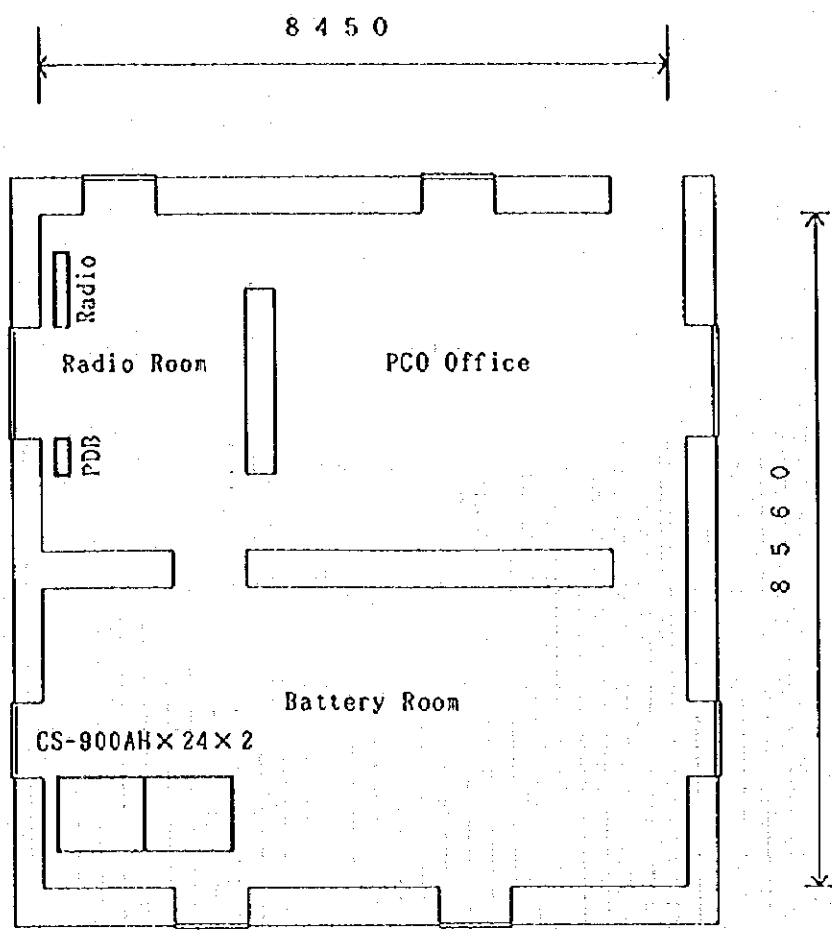 8450
Radio
Radio Room
PCO Office
PDB
8560
Battery Room
CS-900AH×24×2